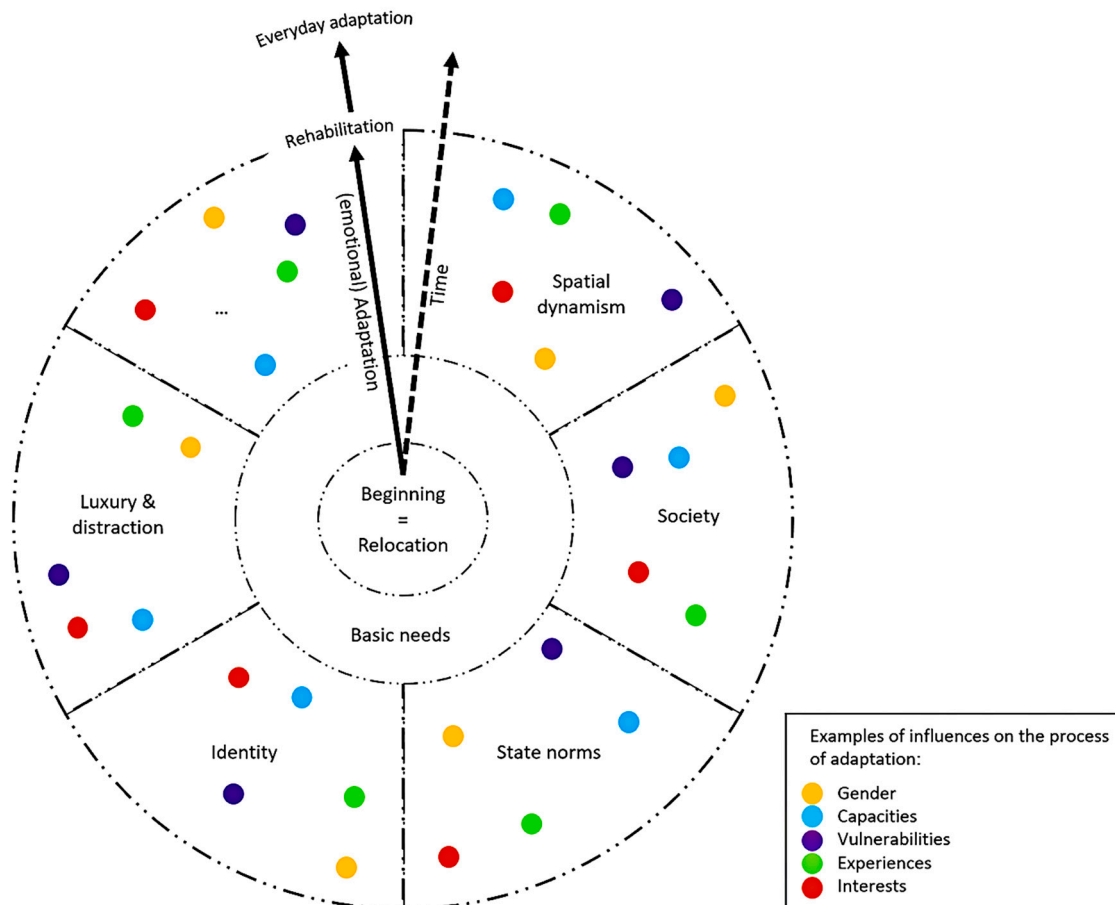 Everyday adaptation
Rehabilitation
(emotional) Adaptation
Time
Spatial
dynamism
...
Luxury &
distraction
Beginning
=
Relocation
Society
Basic needs
Identity
State norms
Examples of influences on the process
of adaptation:
Gender
Capacities
Vulnerabilities
Experiences
Interests